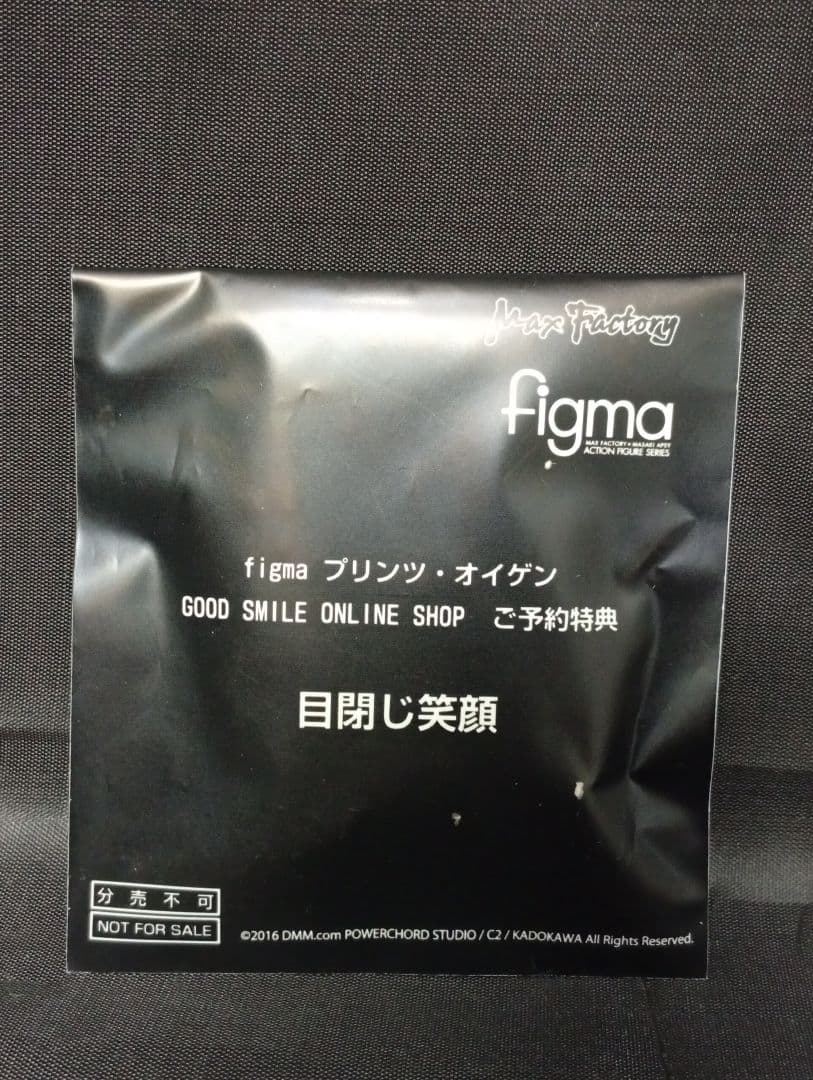 Max Factory
figma
MAX FACTORY × MASAKI APSY
ACTION FIGURE SERIES
figma プリンツ・オイゲン
GOOD SMILE ONLINE SHOP ご予約特典
目閉じ笑顔
分売不可
NOT FOR SALE
©2016 DMM.com POWERCHORD STUDIO / C2 / KADOKAWA All Rights Reserved.